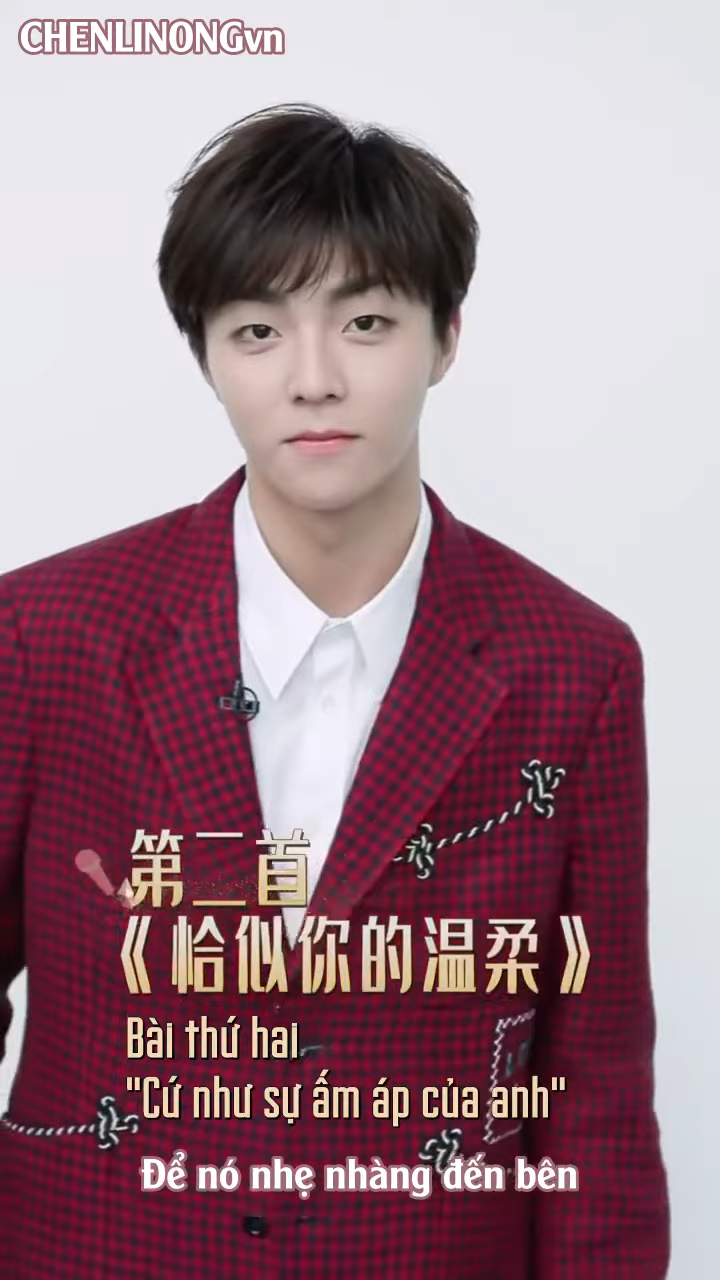 CHENLINONGvn
第二首
《恰似你的温柔》
Bài thứ hai
"Cứ như sự ấm áp của anh"
Để nó nhẹ nhàng đến bên